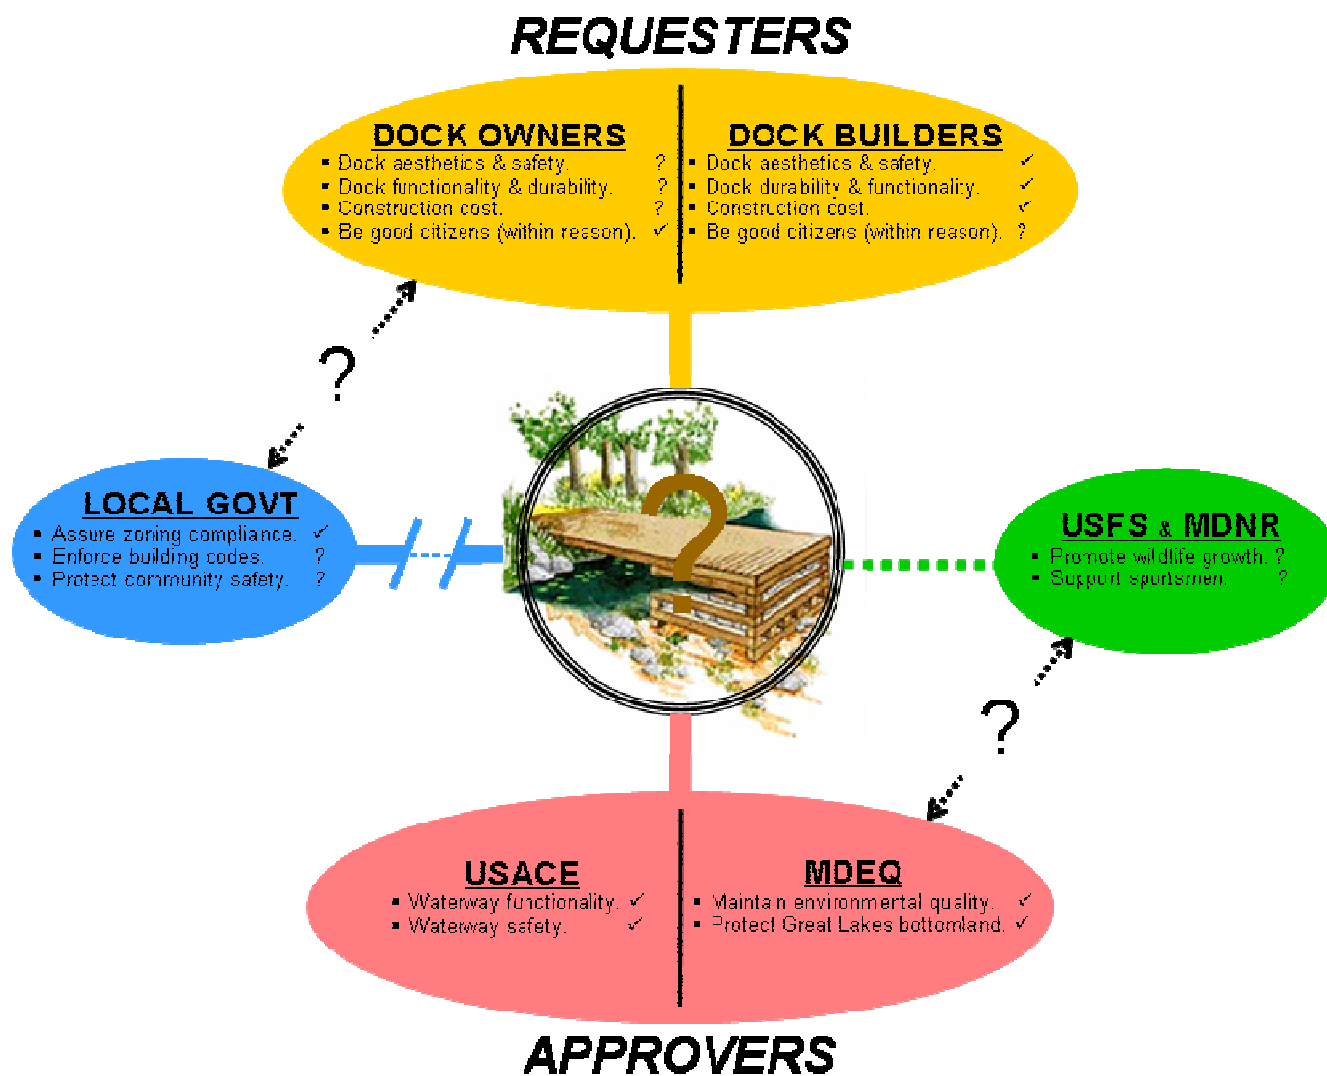 REQUESTERS
DOCK OWNERS
▪ Dock aesthetics & safety. ?
▪ Dock functionality & durability. ?
▪ Construction cost. ?
▪ Be good citizens (within reason). ✓
DOCK BUILDERS
▪ Dock aesthetics & safety. ✓
▪ Dock durability & functionality. ✓
▪ Construction cost. ✓
▪ Be good citizens (within reason). ?
?
LOCAL GOVT
▪ Assure zoning compliance. ✓
▪ Enforce building codes. ?
▪ Protect community safety. ?
?
USFS & MDNR
▪ Promote wildlife growth. ?
▪ Support sportsmen. ?
?
USACE
▪ Waterway functionality. ✓
▪ Waterway safety. ✓
MDEQ
▪ Maintain environmental quality. ✓
▪ Protect Great Lakes bottomland. ✓
APPROVERS